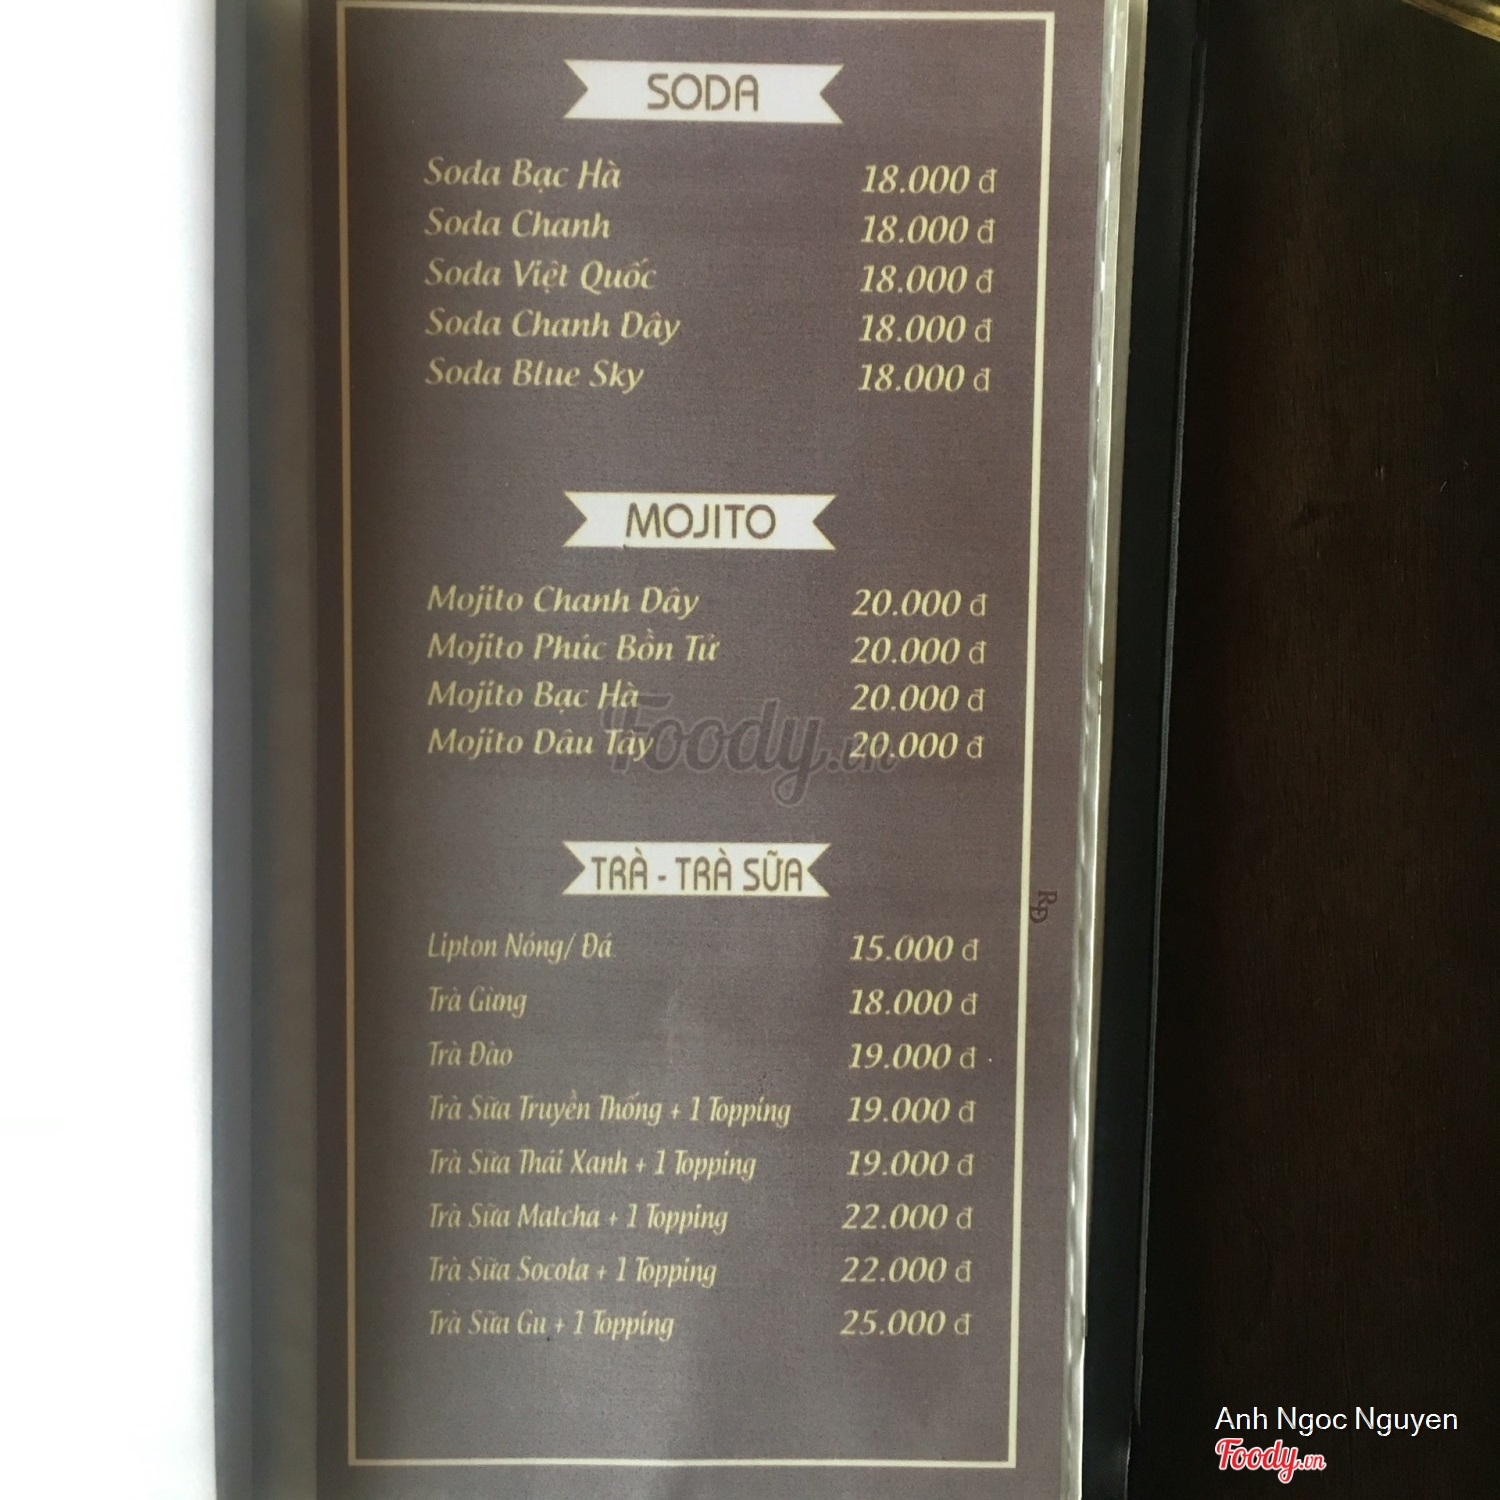 SODA
Soda Bạc Hà 18.000 đ
Soda Chanh 18.000 đ
Soda Việt Quốc 18.000 đ
Soda Chanh Dây 18.000 đ
Soda Blue Sky 18.000 đ
MOJITO
Mojito Chanh Dây 20.000 đ
Mojito Phúc Bồn Tử 20.000 đ
Mojito Bạc Hà 20.000 đ
Mojito Dâu Tây 20.000 đ
Foody.vn
TRÀ - TRÀ SỮA
Lipton Nóng/ Đá 15.000 đ
Trà Gừng 18.000 đ
Trà Đào 19.000 đ
Trà Sữa Truyền Thống + 1 Topping 19.000 đ
Trà Sữa Thái Xanh + 1 Topping 19.000 đ
Trà Sữa Matcha + 1 Topping 22.000 đ
Trà Sữa Socola + 1 Topping 22.000 đ
Trà Sữa Gu + 1 Topping 25.000 đ
Anh Ngoc Nguyen
Foody.vn